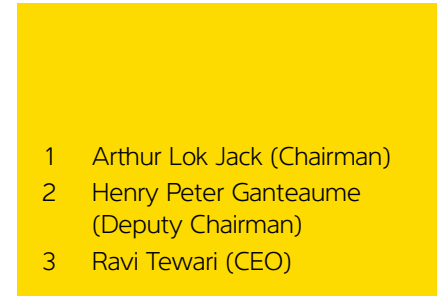 1 Arthur Lok Jack (Chairman)
2 Henry Peter Ganteaume
(Deputy Chairman)
3 Ravi Tewari (CEO)